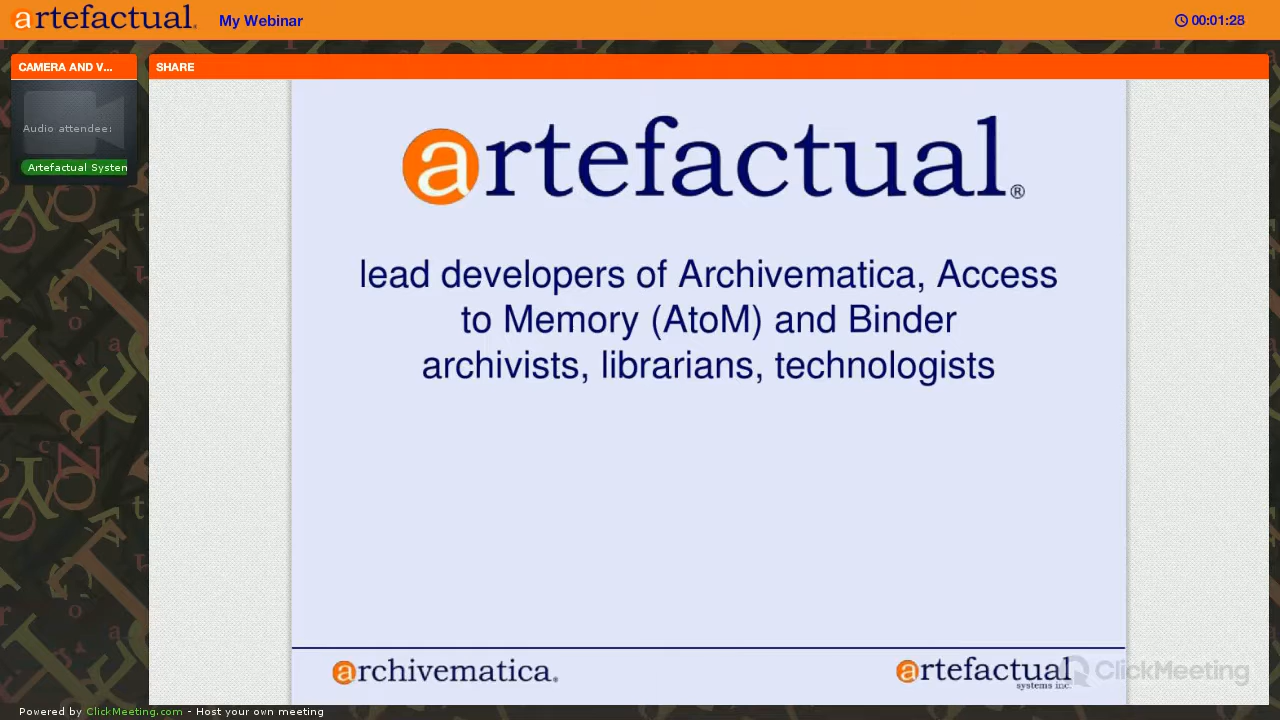 artefactual
My Webinar
00:01:28
CAMERA AND V...
SHARE
Audio attendee:
Artefactual System
artefactual®
lead developers of Archivematica, Access
to Memory (AtoM) and Binder
archivists, librarians, technologists
archivematica
artefactual
systems inc.
ClickMeeting
Powered by ClickMeeting.com - Host your own meeting